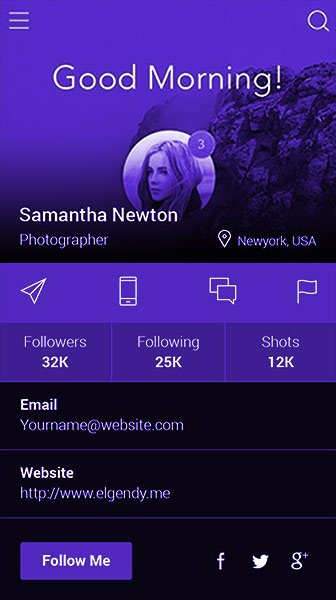 Good Morning!
3
Samantha Newton
Photographer
Newyork, USA
Followers
32K
Following
25K
Shots
12K
Email
Yourname@website.com
Website
http://www.elgendy.me
Follow Me
f
g+